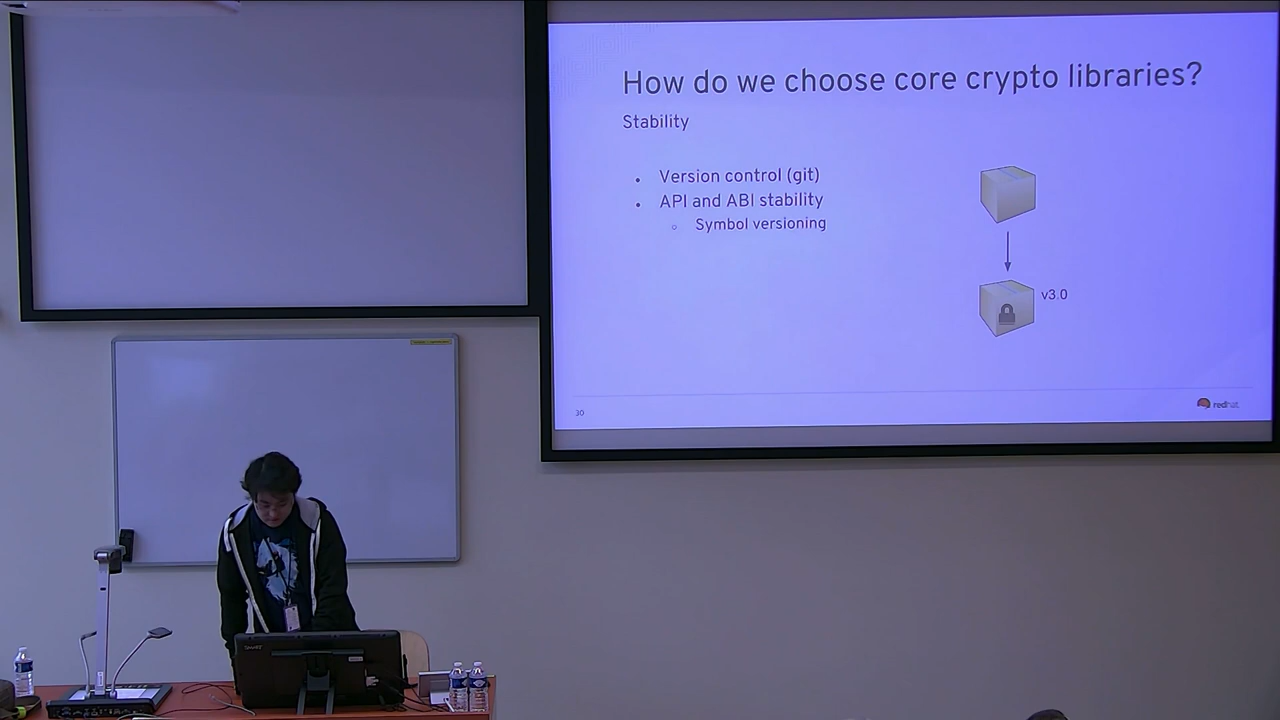 How do we choose core crypto libraries?
Stability
Version control (git)
API and ABI stability
Symbol versioning
v3.0
30
redhat